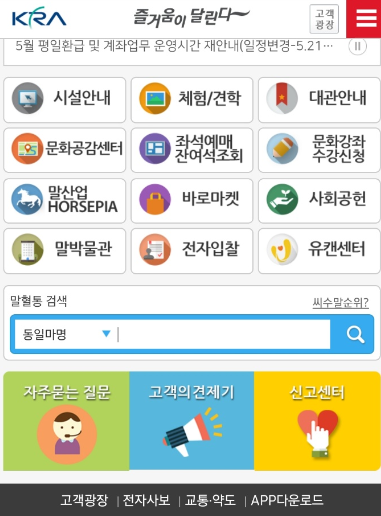 KRA
즐거움이 달린다
고객
광장
5월 평일환급 및 계좌업무 운영시간 재안내(일정변경-5.21...
시설안내
체험/견학
대관안내
문화공감센터
좌석예매
잔여석조회
문화강좌
수강신청
말산업
HORSEPIA
바로마켓
사회공헌
말박물관
전자입찰
유캔센터
말혈통 검색
씨수말순위?
동일마명
자주묻는 질문
고객의견제기
신고센터
고객광장 | 전자사보 | 교통·약도 | APP다운로드